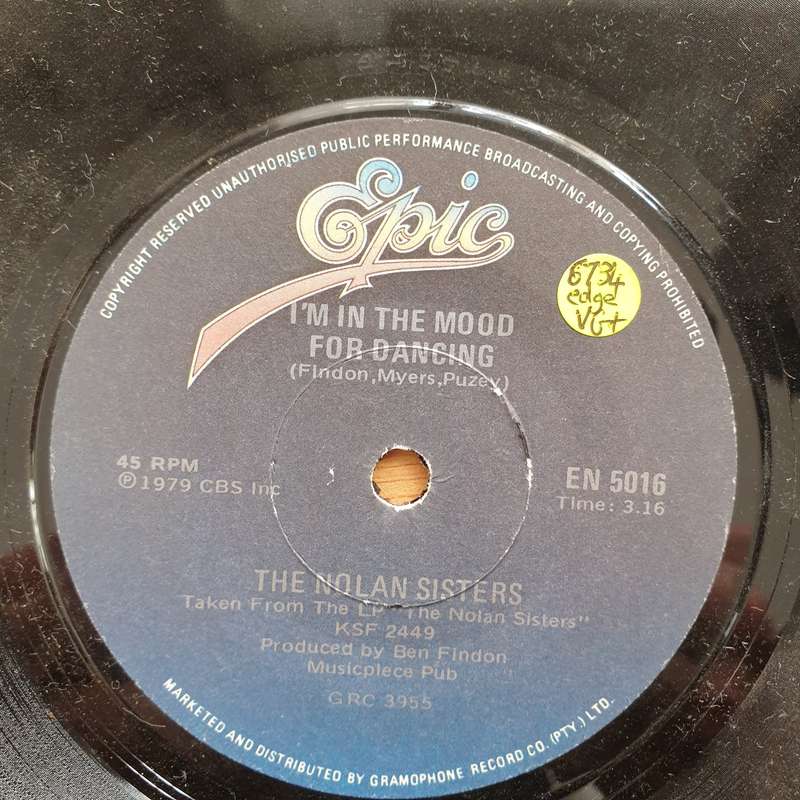 COPYRIGHT RESERVED UNAUTHORISED PUBLIC PERFORMANCE BROADCASTING AND COPYING PROHIBITED
Epic
6734
edge
VG+
I'M IN THE MOOD
FOR DANCING
(Findon,Myers,Puzey)
45 RPM
℗1979 CBS Inc
EN 5016
Time: 3.16
THE NOLAN SISTERS
Taken From The LP "The Nolan Sisters"
KSF 2449
Produced by Ben Findon
Musicpiece Pub
GRC 3955
MARKETED AND DISTRIBUTED BY GRAMOPHONE RECORD CO. (PTY.) LTD.